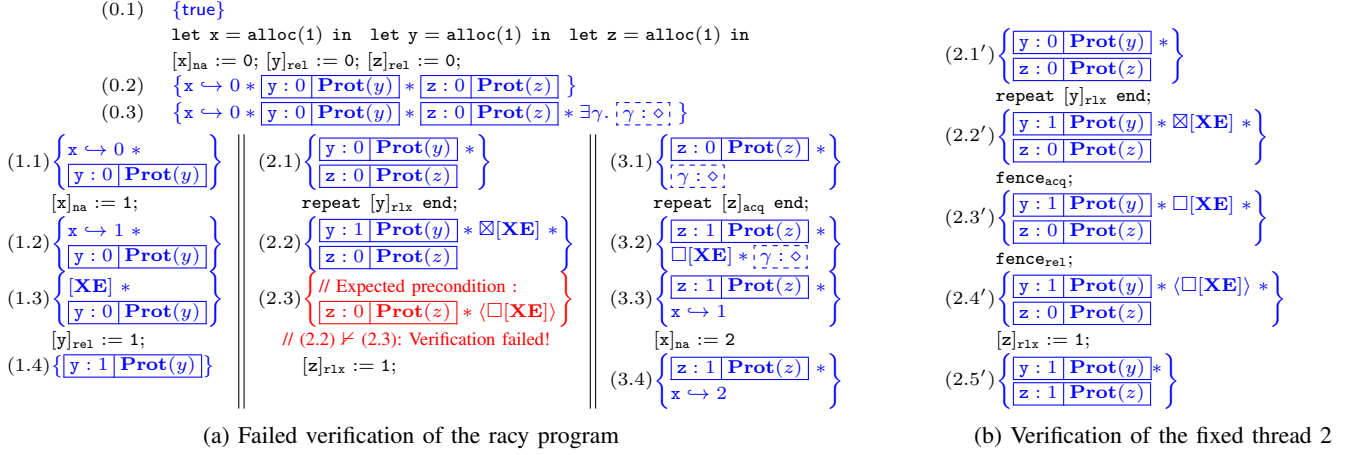 (0.1) {true}
let x = alloc(1) in let y = alloc(1) in let z = alloc(1) in
[x]na := 0; [y]rel := 0; [z]rel := 0;
(0.2) {x ↪ 0 * y : 0 | Prot(y) * z : 0 | Prot(z) }
(0.3) {x ↪ 0 * y : 0 | Prot(y) * z : 0 | Prot(z) * ∃γ. γ : ⋄ }
(1.1) { x ↪ 0 *
y : 0 | Prot(y) }
[x]na := 1;
(1.2) { x ↪ 1 *
y : 0 | Prot(y) }
(1.3) { [XE] *
y : 0 | Prot(y) }
[y]rel := 1;
(1.4) { y : 1 | Prot(y) }
(2.1) { y : 0 | Prot(y) *
z : 0 | Prot(z) }
repeat [y]rlx end;
(2.2) { y : 1 | Prot(y) * ⊠[XE] *
z : 0 | Prot(z) }
(2.3) { // Expected precondition :
z : 0 | Prot(z) * ⟨□[XE]⟩ }
// (2.2) ⊬ (2.3): Verification failed!
[z]rlx := 1;
(3.1) { z : 0 | Prot(z) *
γ : ⋄ }
repeat [z]acq end;
(3.2) { z : 1 | Prot(z) *
□[XE] * γ : ⋄ }
(3.3) { z : 1 | Prot(z) *
x ↪ 1 }
[x]na := 2
(3.4) { z : 1 | Prot(z) *
x ↪ 2 }
(a) Failed verification of the racy program
(2.1′) { y : 0 | Prot(y) *
z : 0 | Prot(z) }
repeat [y]rlx end;
(2.2′) { y : 1 | Prot(y) * ⊠[XE] *
z : 0 | Prot(z) }
fenceacq;
(2.3′) { y : 1 | Prot(y) * □[XE] *
z : 0 | Prot(z) }
fencerel;
(2.4′) { y : 1 | Prot(y) * ⟨□[XE]⟩ *
z : 0 | Prot(z) }
[z]rlx := 1;
(2.5′) { y : 1 | Prot(y) *
z : 1 | Prot(z) }
(b) Verification of the fixed thread 2